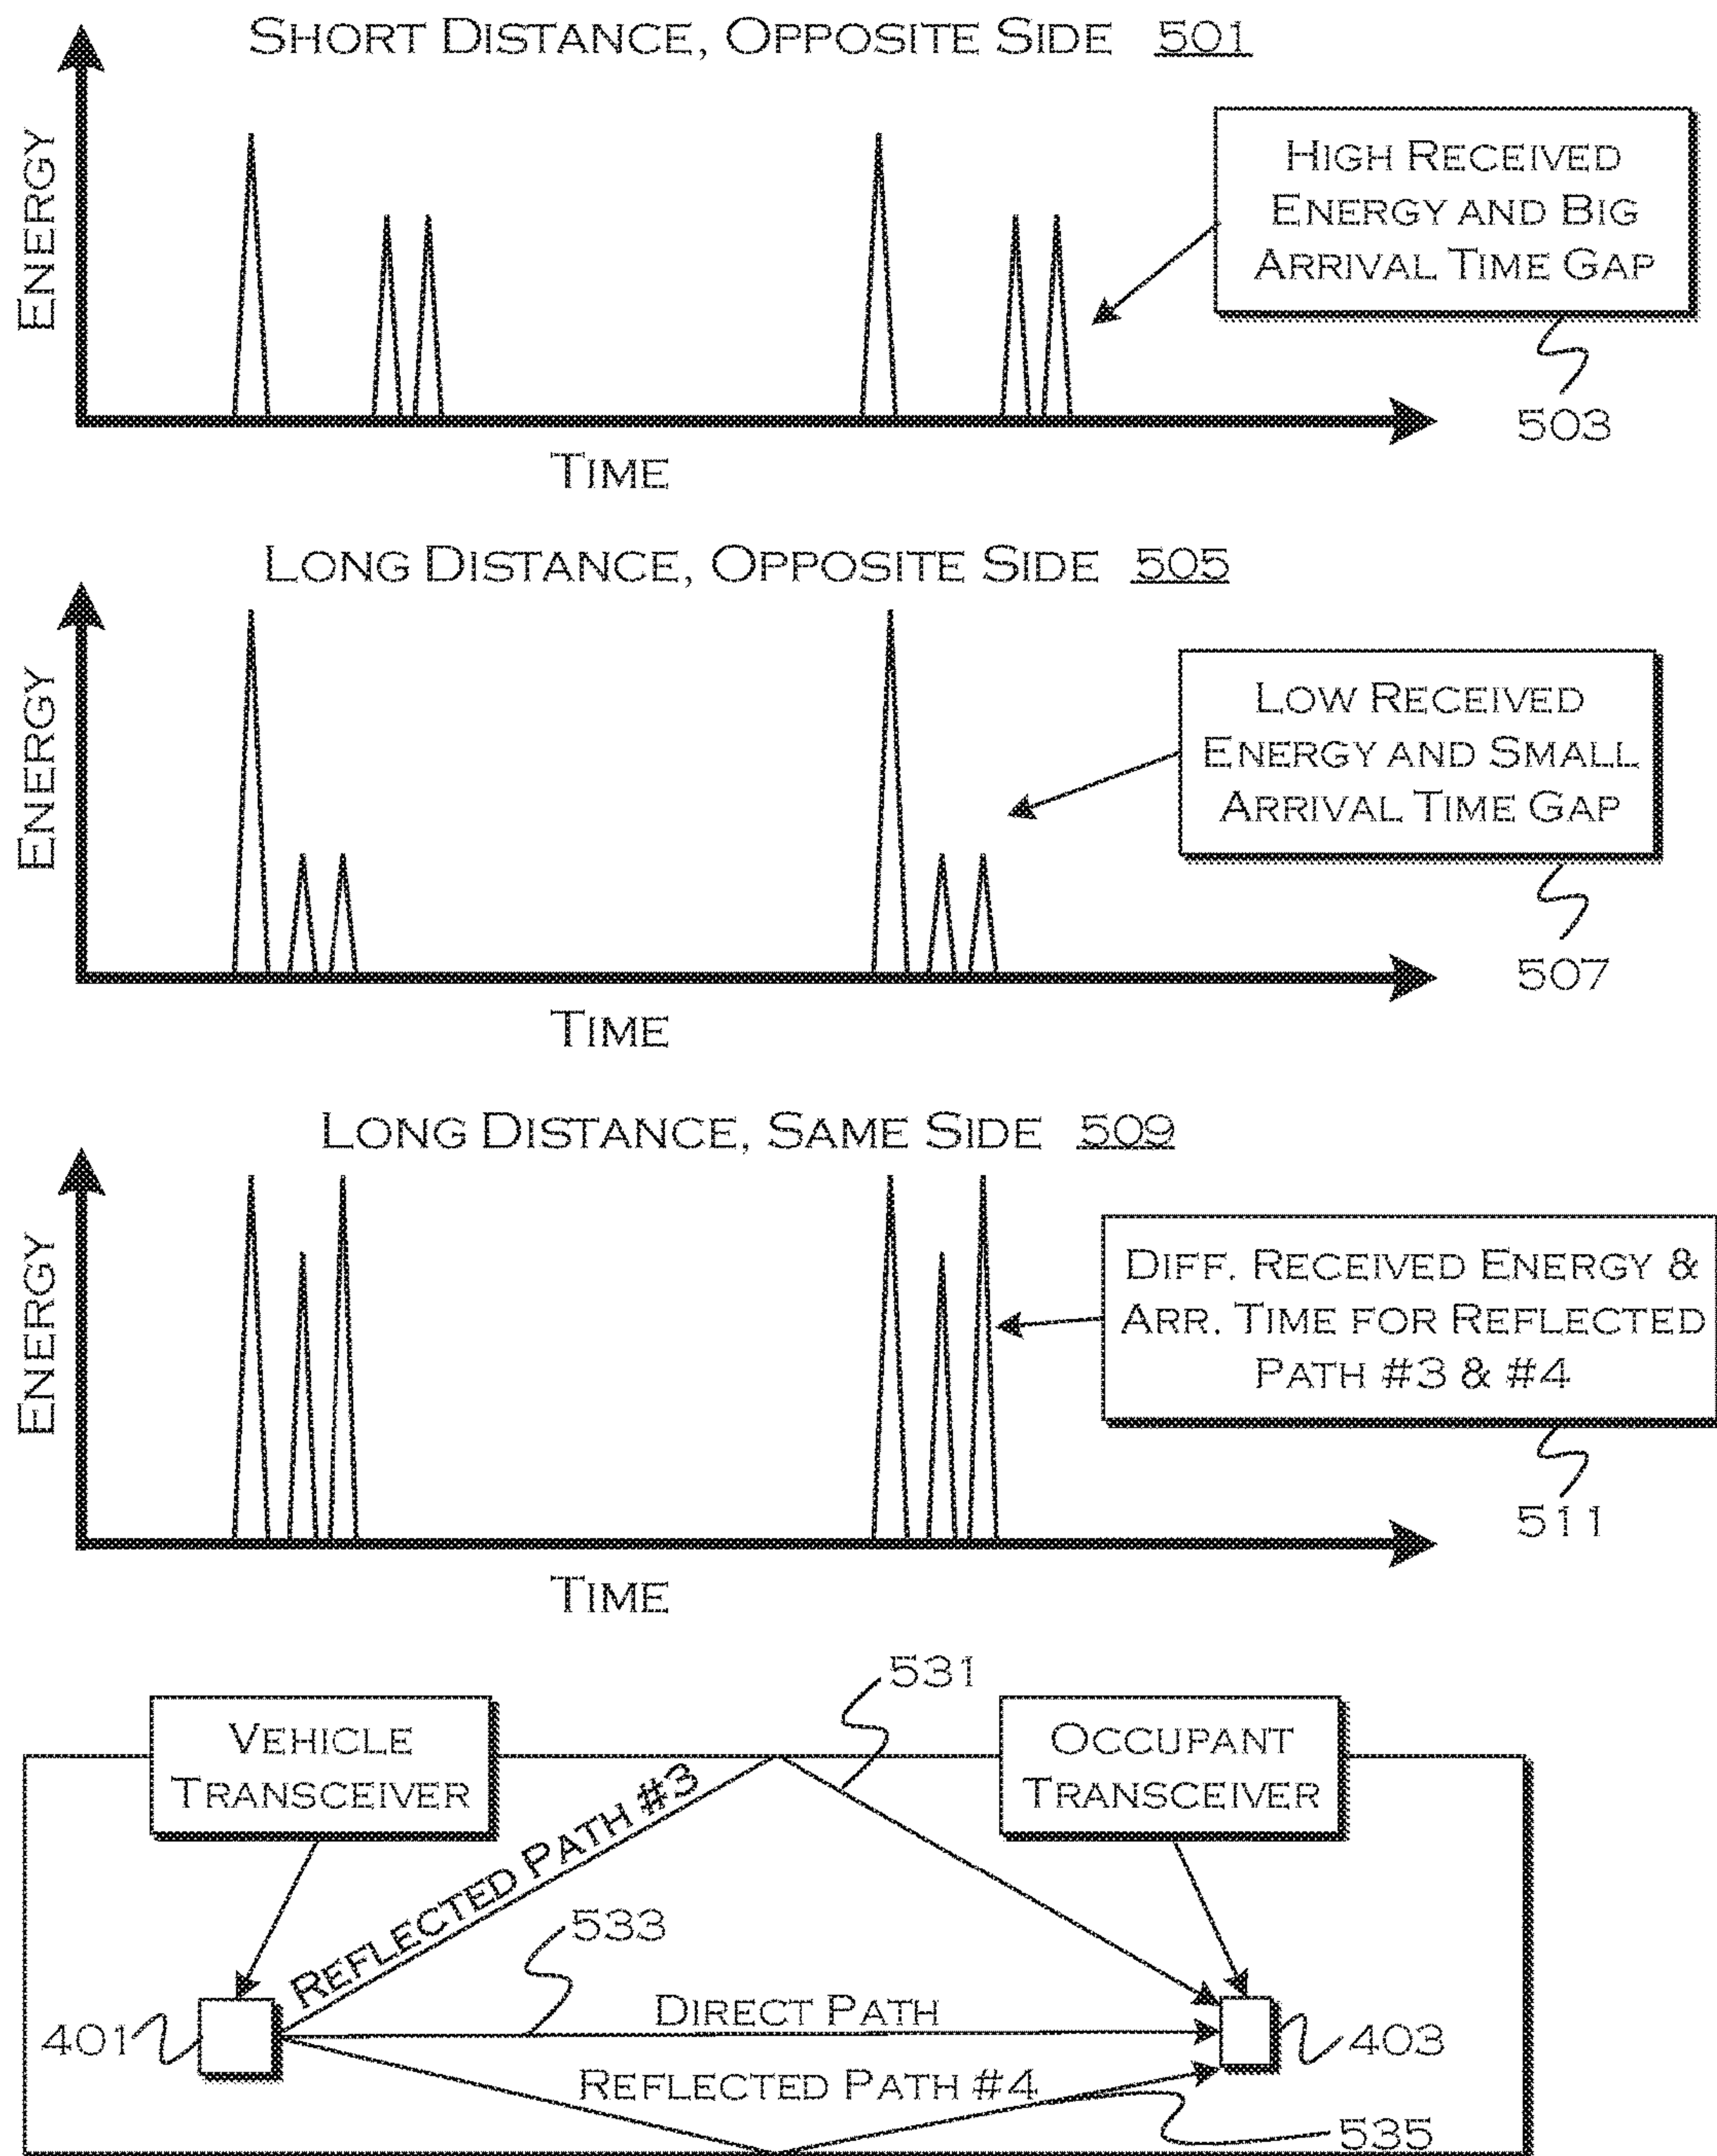 SHORT DISTANCE, OPPOSITE SIDE 501
ENERGY
HIGH RECEIVED
ENERGY AND BIG
ARRIVAL TIME GAP
503
TIME
LONG DISTANCE, OPPOSITE SIDE 505
ENERGY
LOW RECEIVED
ENERGY AND SMALL
ARRIVAL TIME GAP
507
TIME
LONG DISTANCE, SAME SIDE 509
ENERGY
DIFF. RECEIVED ENERGY &
ARR. TIME FOR REFLECTED
PATH #3 & #4
511
TIME
531
VEHICLE
TRANSCEIVER
OCCUPANT
TRANSCEIVER
REFLECTED PATH #3
533
DIRECT PATH
401
403
REFLECTED PATH #4
535